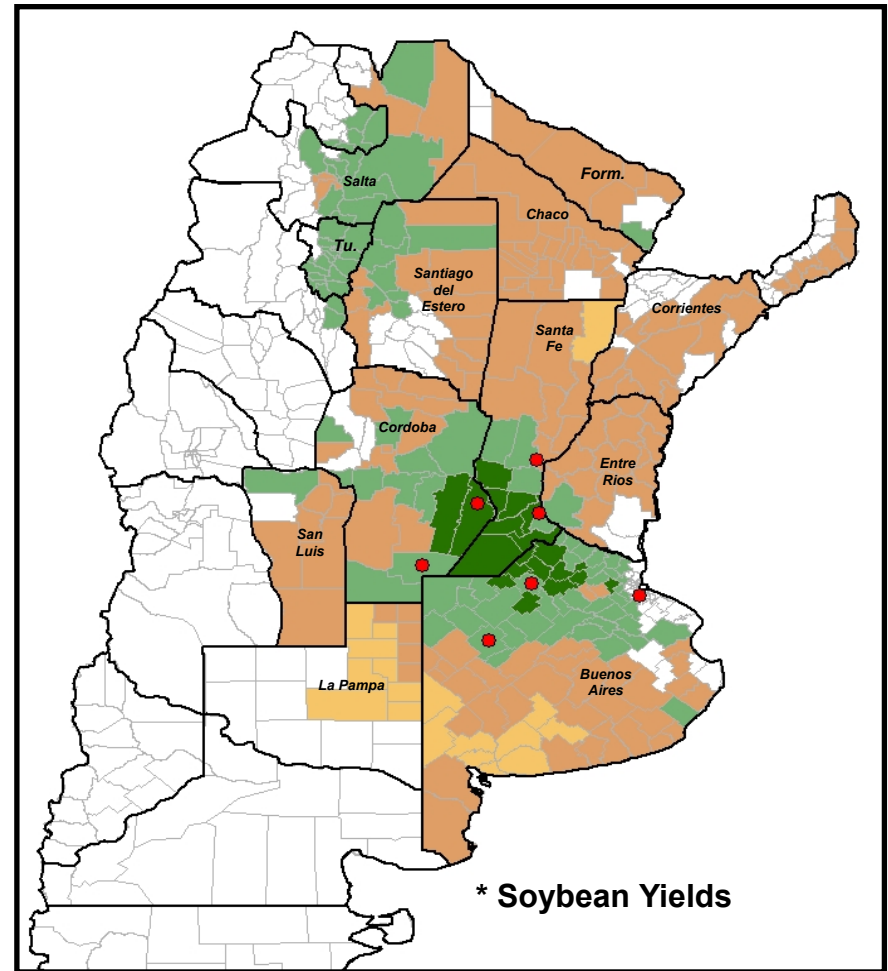 Salta
Form.
Chaco
Tu.
Santiago
del
Estero
Corrientes
Santa
Fe
Cordoba
Entre
Rios
San
Luis
Buenos
Aires
La Pampa
* Soybean Yields